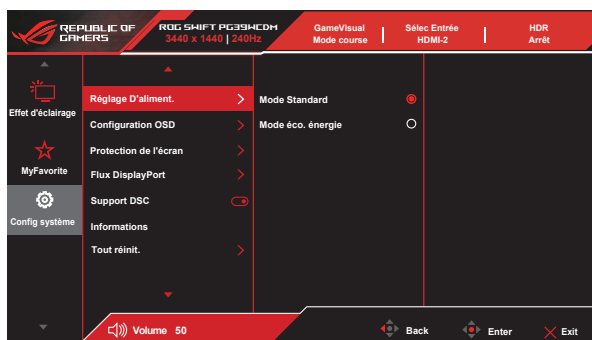 REPUBLIC OF GAMERS
ROG SWIFT PG39WCDM
3440 x 1440 | 240Hz
GameVisual
Mode course
Sélec Entrée
HDMI-2
HDR
Arrêt
Effet d'éclairage
MyFavorite
Config système
Réglage D'aliment.
Configuration OSD
Protection de l'écran
Flux DisplayPort
Support DSC
Informations
Tout réinit.
Mode Standard
Mode éco. énergie
Volume 50
Back
Enter
Exit